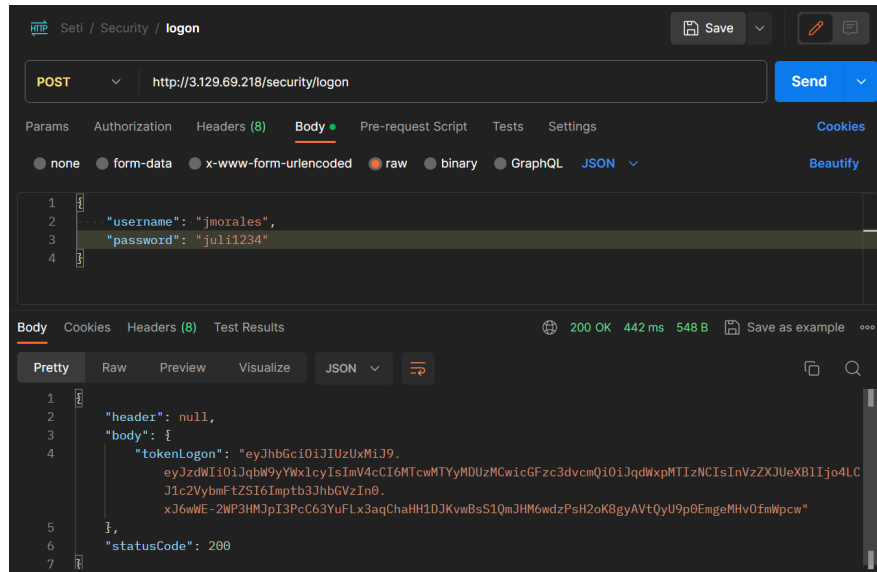 HTTP Seti / Security / logon Save
POST http://3.129.69.218/security/logon Send
Params Authorization Headers (8) Body Pre-request Script Tests Settings Cookies
none form-data x-www-form-urlencoded raw binary GraphQL JSON Beautify
1 {
2 "username": "jmorales",
3 "password": "juli1234"
4 }
Body Cookies Headers (8) Test Results 200 OK 442 ms 548 B Save as example
Pretty Raw Preview Visualize JSON
1 {
2 "header": null,
3 "body": {
4 "tokenLogon": "eyJhbGciOiJIUzUxMiJ9.
eyJzdWIiOiJqbW9yYWxlcyIsImV4cCI6MTcwMTYyMDUzMCwicGFzc3dvcmQiOiJqdWxpMTIzNCIsInVzZXJUeXBlIjo4LC
J1c2VybmFtZSI6Imptb3JhbGVzIn0.
xJ6wWE-2WP3HMJpI3PcC63YuFLx3aqChaHH1DJKvwBsS1QmJHM6wdzPsH2oK8gyAVtQyU9p0EmgeMHvOfmWpcw"
5 },
6 "statusCode": 200
7 }